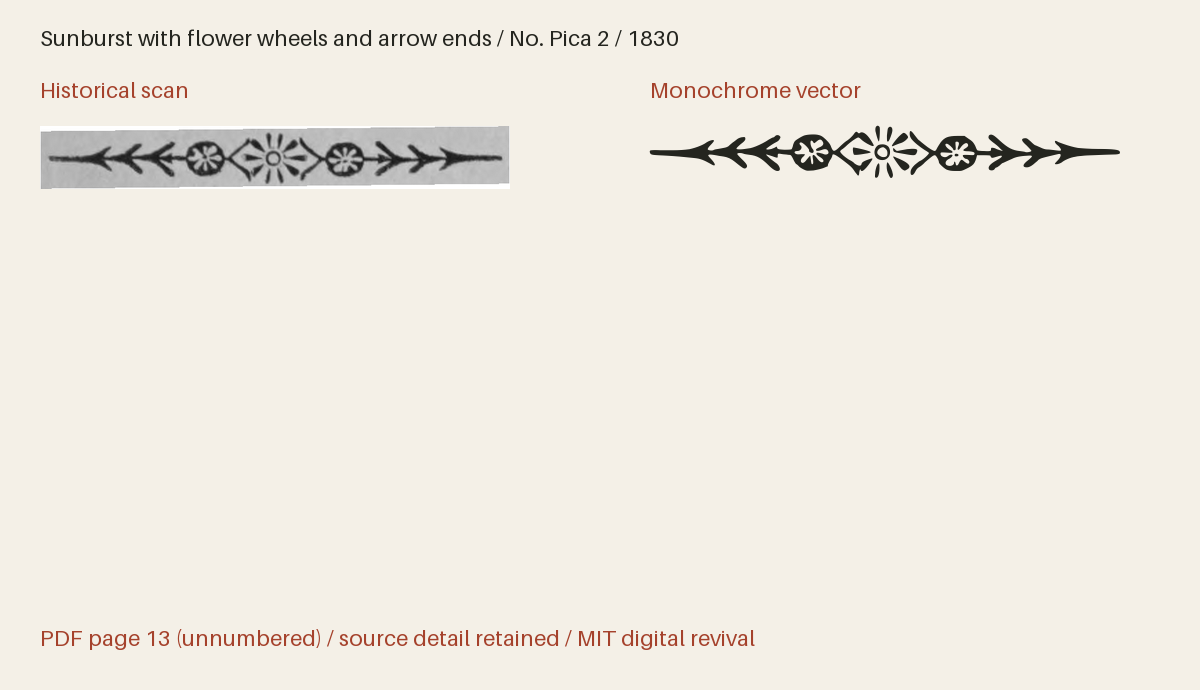 Sunburst with flower wheels and arrow ends / No. Pica 2 / 1830
Historical scan
Monochrome vector
PDF page 13 (unnumbered) / source detail retained / MIT digital revival